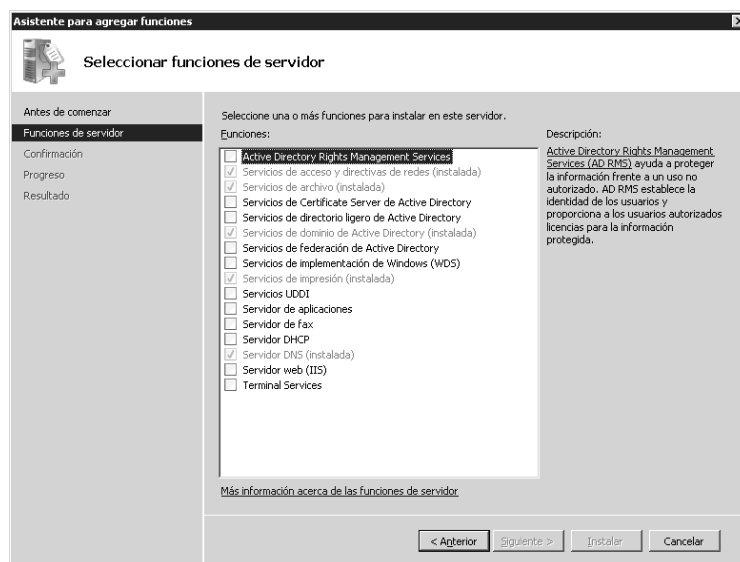 Asistente para agregar funciones
Seleccionar funciones de servidor
Antes de comenzar
Funciones de servidor
Confirmación
Progreso
Resultado
Seleccione una o más funciones para instalar en este servidor.
Funciones:
Active Directory Rights Management Services
Servicios de acceso y directivas de redes (instalada)
Servicios de archivo (instalada)
Servicios de Certificate Server de Active Directory
Servicios de directorio ligero de Active Directory
Servicios de dominio de Active Directory (instalada)
Servicios de federación de Active Directory
Servicios de implementación de Windows (WDS)
Servicios de impresión (instalada)
Servicios UDDI
Servidor de aplicaciones
Servidor de fax
Servidor DHCP
Servidor DNS (instalada)
Servidor web (IIS)
Terminal Services
Más información acerca de las funciones de servidor
Descripción:
Active Directory Rights Management
Services (AD RMS) ayuda a proteger
la información frente a un uso no
autorizado. AD RMS establece la
identidad de los usuarios y
proporciona a los usuarios autorizados
licencias para la información
protegida.
< Anterior
Siguiente >
Instalar
Cancelar